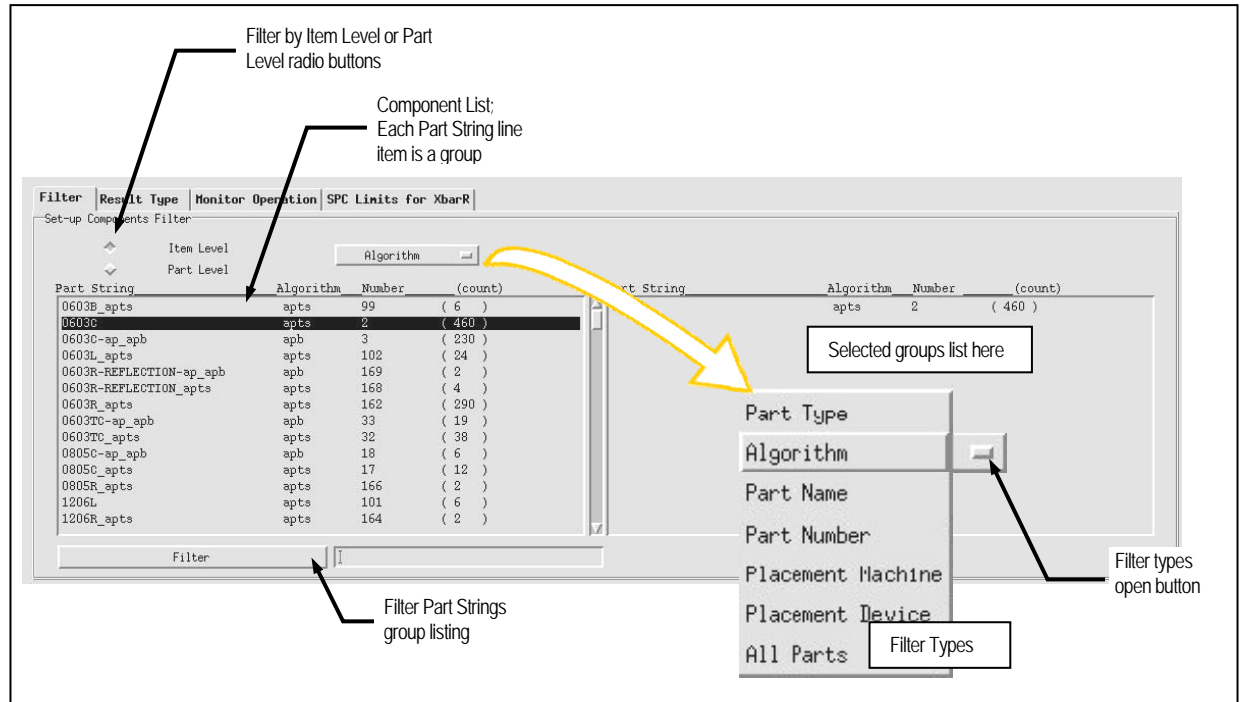 Filter by Item Level or Part
Level radio buttons
Component List;
Each Part String line
item is a group
Filter Result Type Monitor Operation SPC Limits for XbarR
Set-up Components Filter
Item Level
Part Level
Algorithm
Part String Algorithm Number (count)
0603B_apts apts 99 ( 6 )
0603C apts 2 ( 460 )
0603C-ap_apb apb 3 ( 230 )
0603L_apts apts 102 ( 24 )
0603R-REFLECTION-ap_apb apb 169 ( 2 )
0603R-REFLECTION_apts apts 168 ( 4 )
0603R_apts apts 162 ( 290 )
0603TC-ap_apb apb 33 ( 19 )
0603TC_apts apts 32 ( 38 )
0805C-ap_apb apb 18 ( 6 )
0805C_apts apts 17 ( 12 )
0805R_apts apts 166 ( 2 )
1206L apts 101 ( 6 )
1206R_apts apts 164 ( 2 )
Filter
rt String Algorithm Number (count)
apts 2 ( 460 )
Selected groups list here
Part Type
Algorithm
Part Name
Part Number
Placement Machine
Placement Device
All Parts
Filter Types
Filter types
open button
Filter Part Strings
group listing